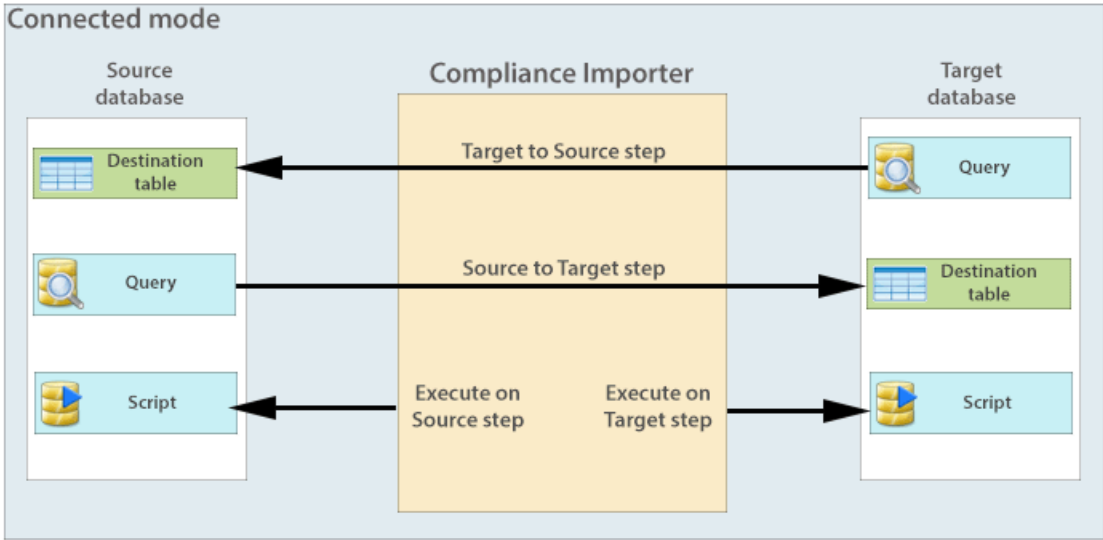 Connected mode
Source
database
Compliance Importer
Target
database
Destination
table
Target to Source step
Query
Query
Source to Target step
Destination
table
Script
Execute on
Source step
Execute on
Target step
Script